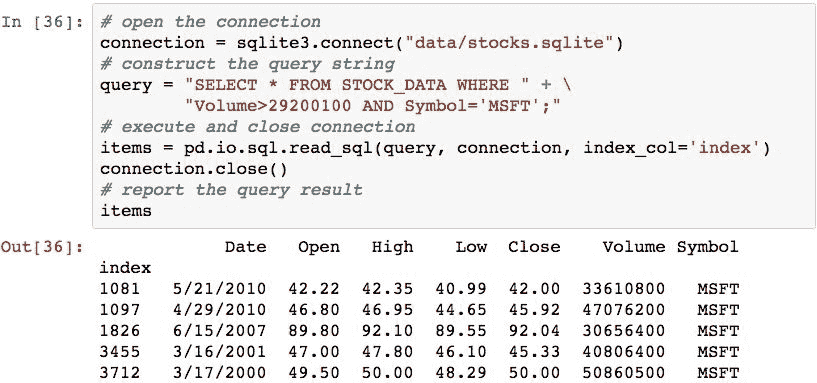 In [36]: # open the connection
connection = sqlite3.connect("data/stocks.sqlite")
# construct the query string
query = "SELECT * FROM STOCK_DATA WHERE " + \
"Volume>29200100 AND Symbol='MSFT';"
# execute and close connection
items = pd.io.sql.read_sql(query, connection, index_col='index')
connection.close()
# report the query result
items
Out[36]: Date Open High Low Close Volume Symbol
index
1081 5/21/2010 42.22 42.35 40.99 42.00 33610800 MSFT
1097 4/29/2010 46.80 46.95 44.65 45.92 47076200 MSFT
1826 6/15/2007 89.80 92.10 89.55 92.04 30656400 MSFT
3455 3/16/2001 47.00 47.80 46.10 45.33 40806400 MSFT
3712 3/17/2000 49.50 50.00 48.29 50.00 50860500 MSFT